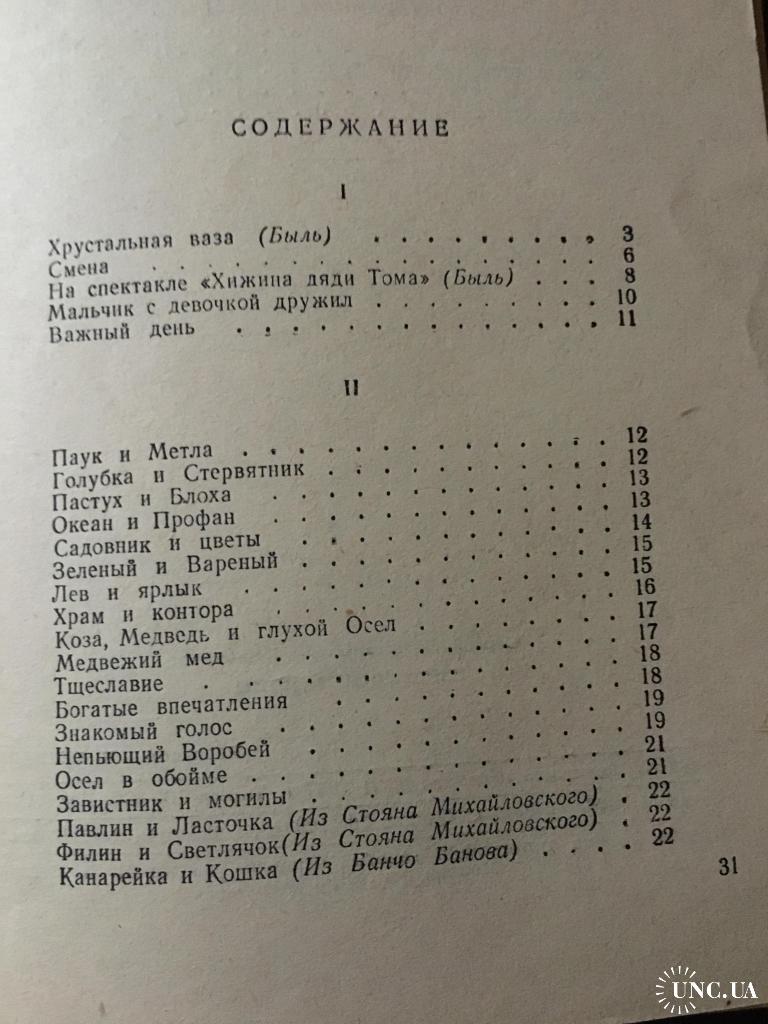 СОДЕРЖАНИЕ
I
Хрустальная ваза (Быль) . . . . . . . . . 3
Смена . . . . . . . . . . . . . . . . 6
На спектакле «Хижина дяди Тома» (Быль) . . . 8
Мальчик с девочкой дружил . . . . . . . . . 10
Важный день . . . . . . . . . . . . . . 11
II
Паук и Метла . . . . . . . . . . . . . 12
Голубка и Стервятник . . . . . . . . . . . 12
Пастух и Блоха . . . . . . . . . . . . . 13
Океан и Профан . . . . . . . . . . . . . 13
Садовник и цветы . . . . . . . . . . . . 14
Зеленый и Вареный . . . . . . . . . . . . 15
Лев и ярлык . . . . . . . . . . . . . . 15
Храм и контора . . . . . . . . . . . . . 16
Коза, Медведь и глухой Осел . . . . . . . . 17
Медвежий мед . . . . . . . . . . . . . 17
Тщеславие . . . . . . . . . . . . . . . 18
Богатые впечатления . . . . . . . . . . . 18
Знакомый голос . . . . . . . . . . . . . 19
Непьющий Воробей . . . . . . . . . . . . 19
Осел в обойме . . . . . . . . . . . . . 21
Завистник и могилы . . . . . . . . . . . 21
Павлин и Ласточка (Из Стояна Михайловского) . 22
Филин и Светлячок(Из Стояна Михайловского) . 22
Канарейка и Кошка (Из Банчо Банова) . . . . 22
31
UNC.UA